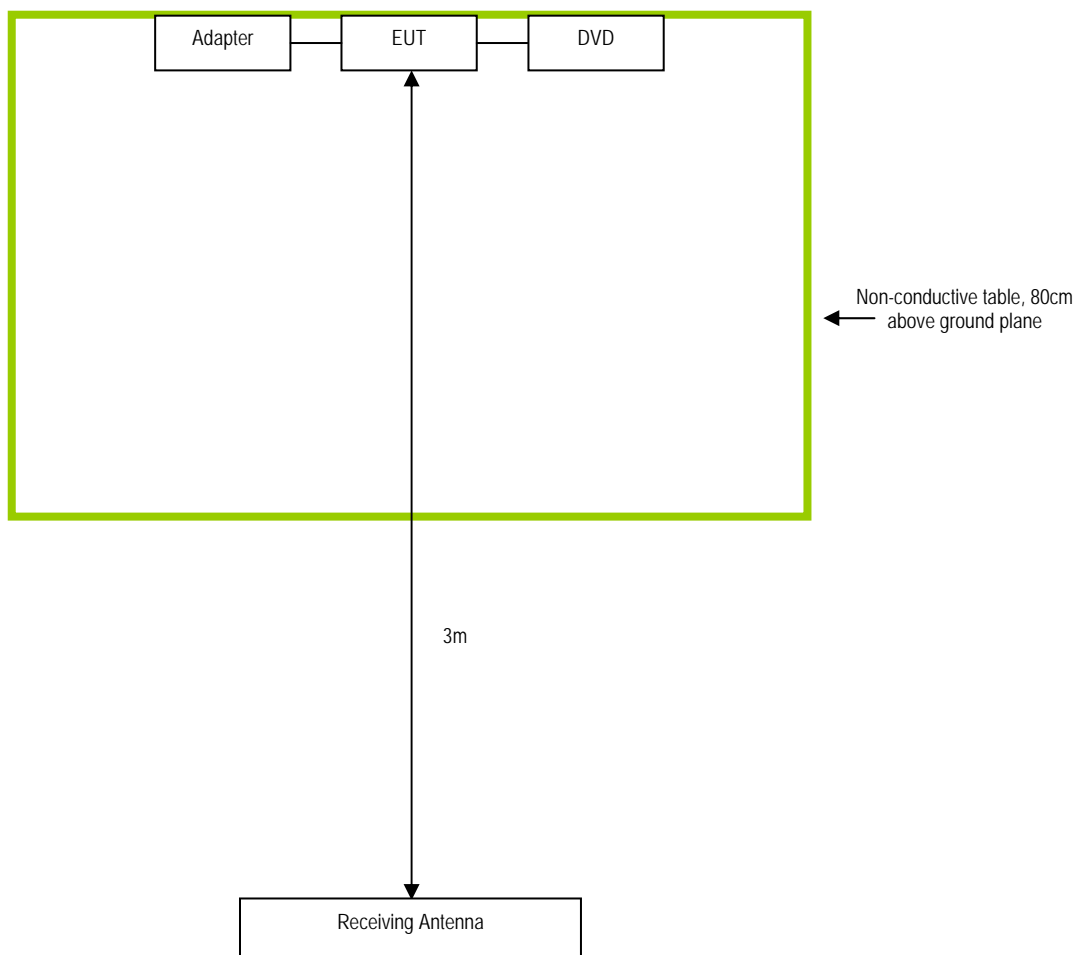 Adapter
EUT
DVD
Non-conductive table, 80cm
above ground plane
3m
Receiving Antenna